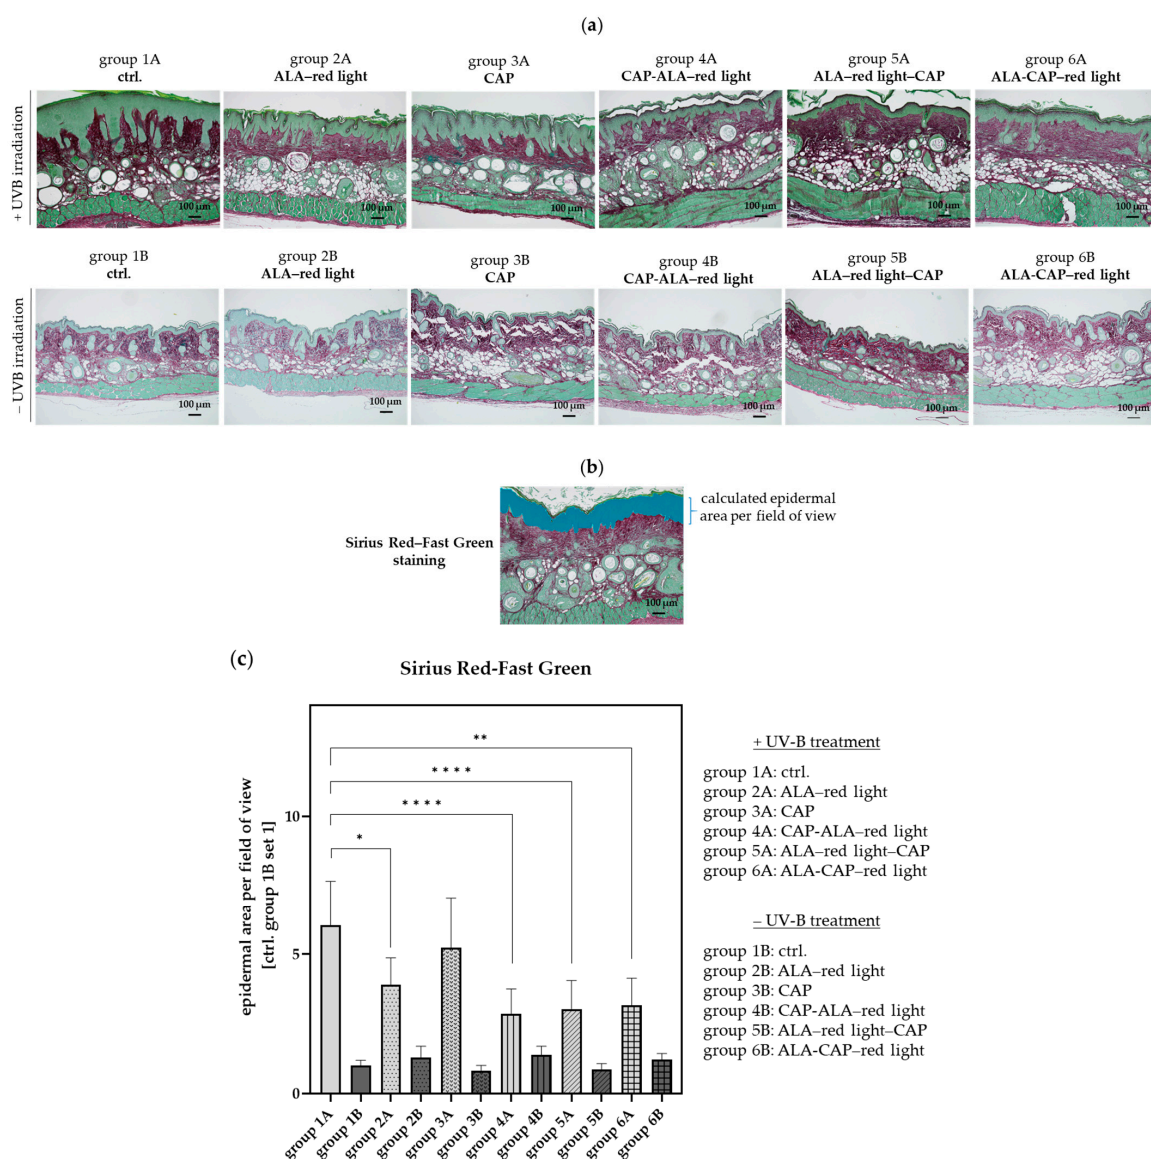 (a)
group 1A
ctrl.
group 2A
ALA–red light
group 3A
CAP
group 4A
CAP-ALA–red light
group 5A
ALA–red light–CAP
group 6A
ALA-CAP–red light
+ UVB irradiation
100 µm
100 µm
100 µm
100 µm
100 µm
100 µm
group 1B
ctrl.
group 2B
ALA–red light
group 3B
CAP
group 4B
CAP-ALA–red light
group 5B
ALA–red light–CAP
group 6B
ALA-CAP–red light
– UVB irradiation
100 µm
100 µm
100 µm
100 µm
100 µm
100 µm
(b)
Sirius Red–Fast Green
staining
100 µm
calculated epidermal
area per field of view
(c)
Sirius Red-Fast Green
epidermal area per field of view
[ctrl. group 1B set 1]
10
5
0
*
* * * *
* * * *
**
group 1A
group 1B
group 2A
group 2B
group 3A
group 3B
group 4A
group 4B
group 5A
group 5B
group 6A
group 6B
+ UV-B treatment
group 1A: ctrl.
group 2A: ALA–red light
group 3A: CAP
group 4A: CAP-ALA–red light
group 5A: ALA–red light–CAP
group 6A: ALA-CAP–red light
– UV-B treatment
group 1B: ctrl.
group 2B: ALA–red light
group 3B: CAP
group 4B: CAP-ALA–red light
group 5B: ALA–red light–CAP
group 6B: ALA-CAP–red light